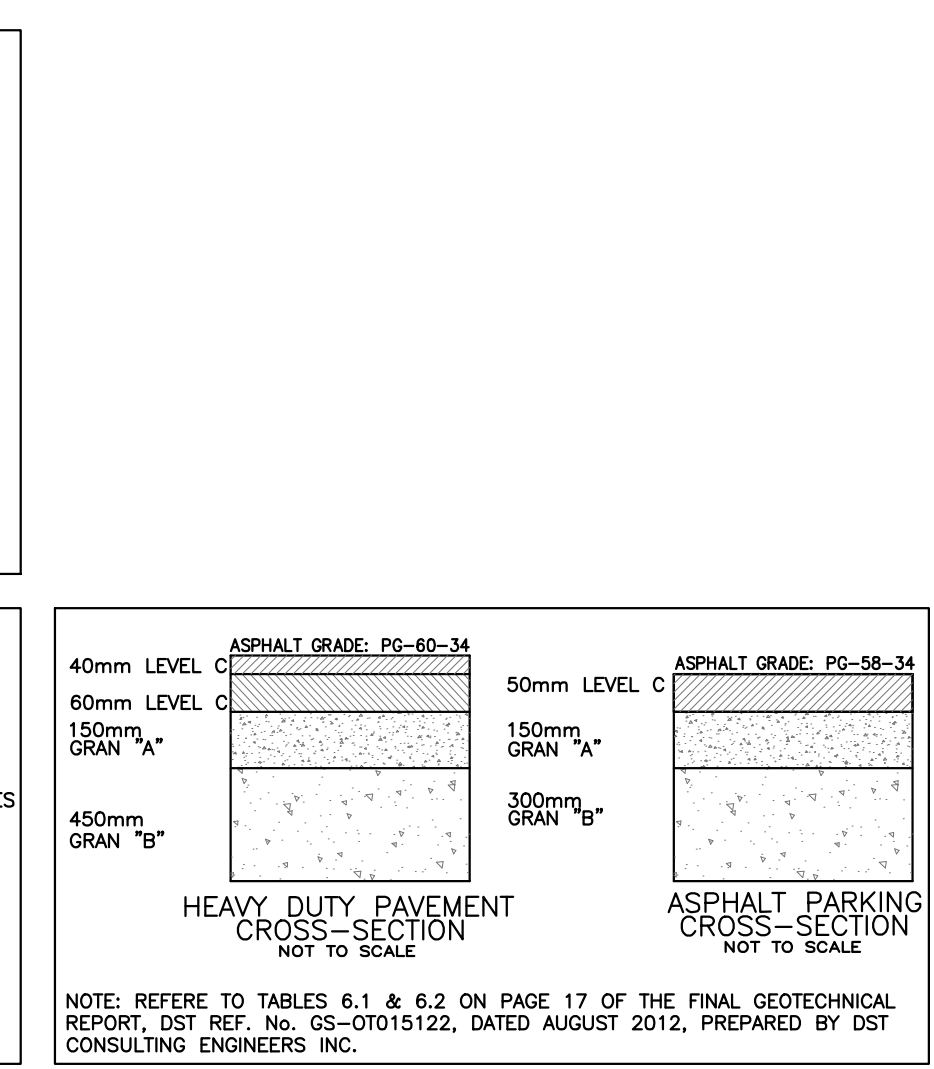 ASPHALT GRADE: PG-60-34
40mm LEVEL C
60mm LEVEL C
150mm
GRAN "A"
450mm
GRAN "B"
HEAVY DUTY PAVEMENT
CROSS-SECTION
NOT TO SCALE
ASPHALT GRADE: PG-58-34
50mm LEVEL C
150mm
GRAN "A"
300mm
GRAN "B"
ASPHALT PARKING
CROSS-SECTION
NOT TO SCALE
NOTE: REFERE TO TABLES 6.1 & 6.2 ON PAGE 17 OF THE FINAL GEOTECHNICAL
REPORT, DST REF. No. GS-OT015122, DATED AUGUST 2012, PREPARED BY DST
CONSULTING ENGINEERS INC.